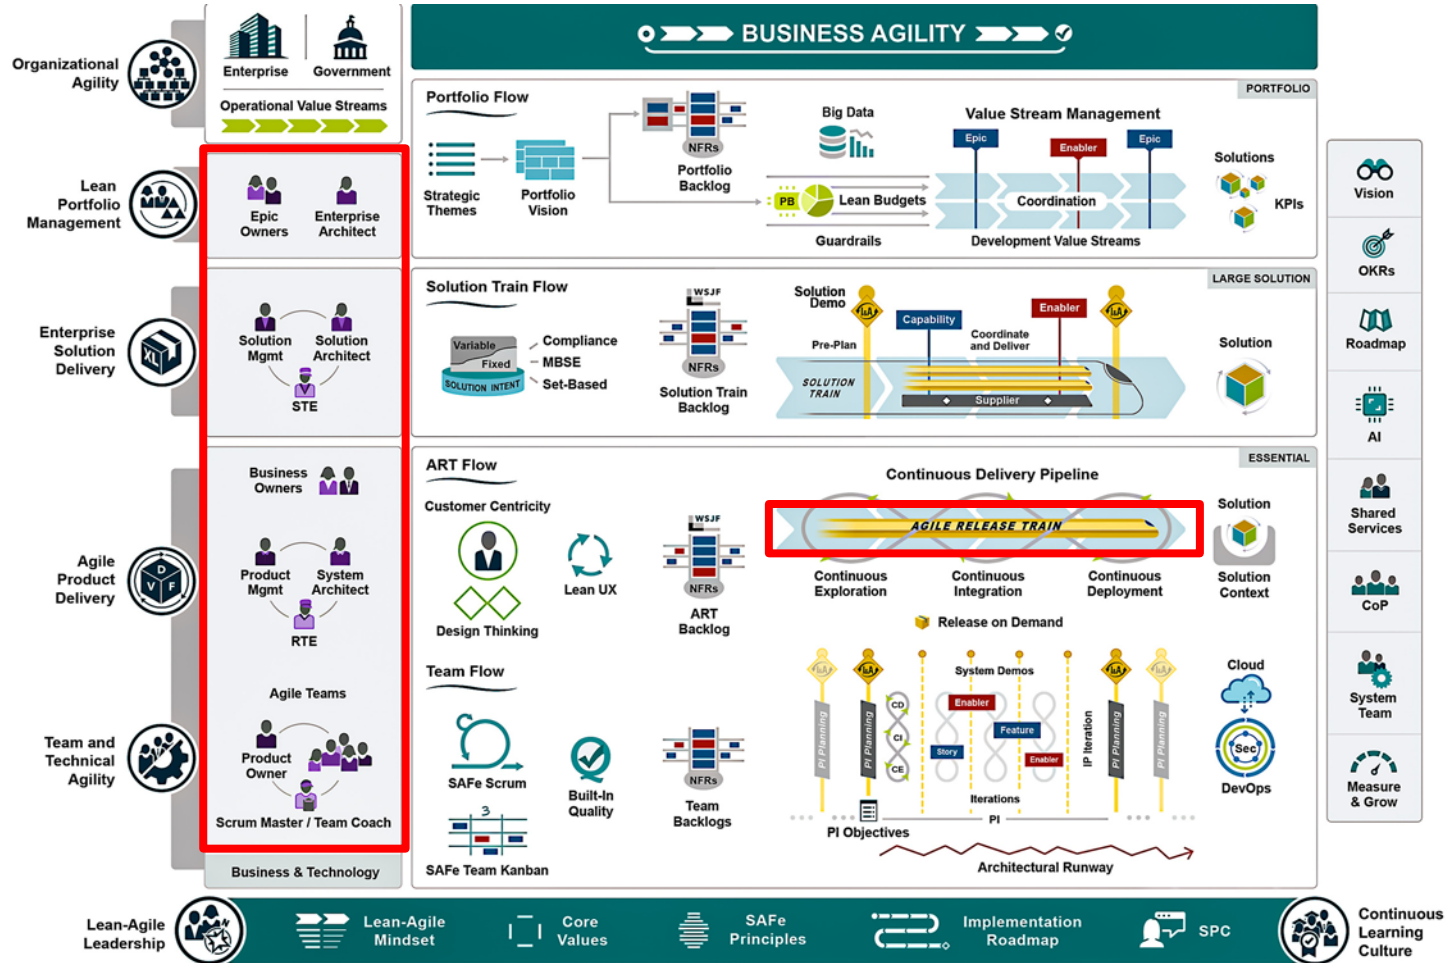 BUSINESS AGILITY
Organizational
Agility
Enterprise
Government
Operational Value Streams
Lean
Portfolio
Management
Epic
Owners
Enterprise
Architect
Enterprise
Solution
Delivery
XL
Solution
Mgmt
Solution
Architect
STE
Agile
Product
Delivery
D
V
F
Business
Owners
Product
Mgmt
System
Architect
RTE
Team and
Technical
Agility
Agile Teams
Product
Owner
Scrum Master / Team Coach
Business & Technology
PORTFOLIO
Portfolio Flow
Strategic
Themes
Portfolio
Vision
NFRs
Portfolio
Backlog
Big Data
PB
Lean Budgets
Guardrails
Value Stream Management
Epic
Enabler
Epic
Coordination
Development Value Streams
Solutions
KPIs
LARGE SOLUTION
Solution Train Flow
Variable
Fixed
SOLUTION INTENT
Compliance
MBSE
Set-Based
WSJF
NFRs
Solution Train
Backlog
Solution
Demo
Pre-Plan
Capability
Enabler
Coordinate
and Deliver
SOLUTION
TRAIN
Supplier
I&A
I&A
Solution
ESSENTIAL
ART Flow
Customer Centricity
Design Thinking
Lean UX
WSJF
NFRs
ART
Backlog
Continuous Delivery Pipeline
AGILE RELEASE TRAIN
Continuous
Exploration
Continuous
Integration
Continuous
Deployment
Solution
Solution
Context
Release on Demand
Team Flow
SAFe Scrum
3
SAFe Team Kanban
Built-In
Quality
NFRs
Team
Backlogs
I&A
I&A
I&A
I&A
PI Planning
PI Planning
CD
CI
CE
System Demos
Enabler
Story
Feature
Enabler
Iterations
IP Iteration
PI Planning
PI Planning
PI
PI Objectives
Architectural Runway
Cloud
Sec
DevOps
Vision
OKRs
Roadmap
AI
Shared
Services
CoP
System
Team
Measure
& Grow
Lean-Agile
Leadership
Lean-Agile
Mindset
Core
Values
SAFe
Principles
Implementation
Roadmap
SPC
Continuous
Learning
Culture